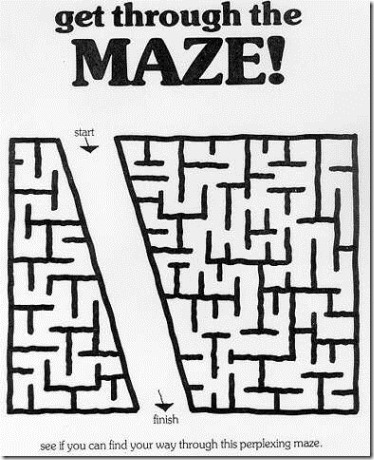 get through the
MAZE!
start
finish
see if you can find your way through this perplexing maze.